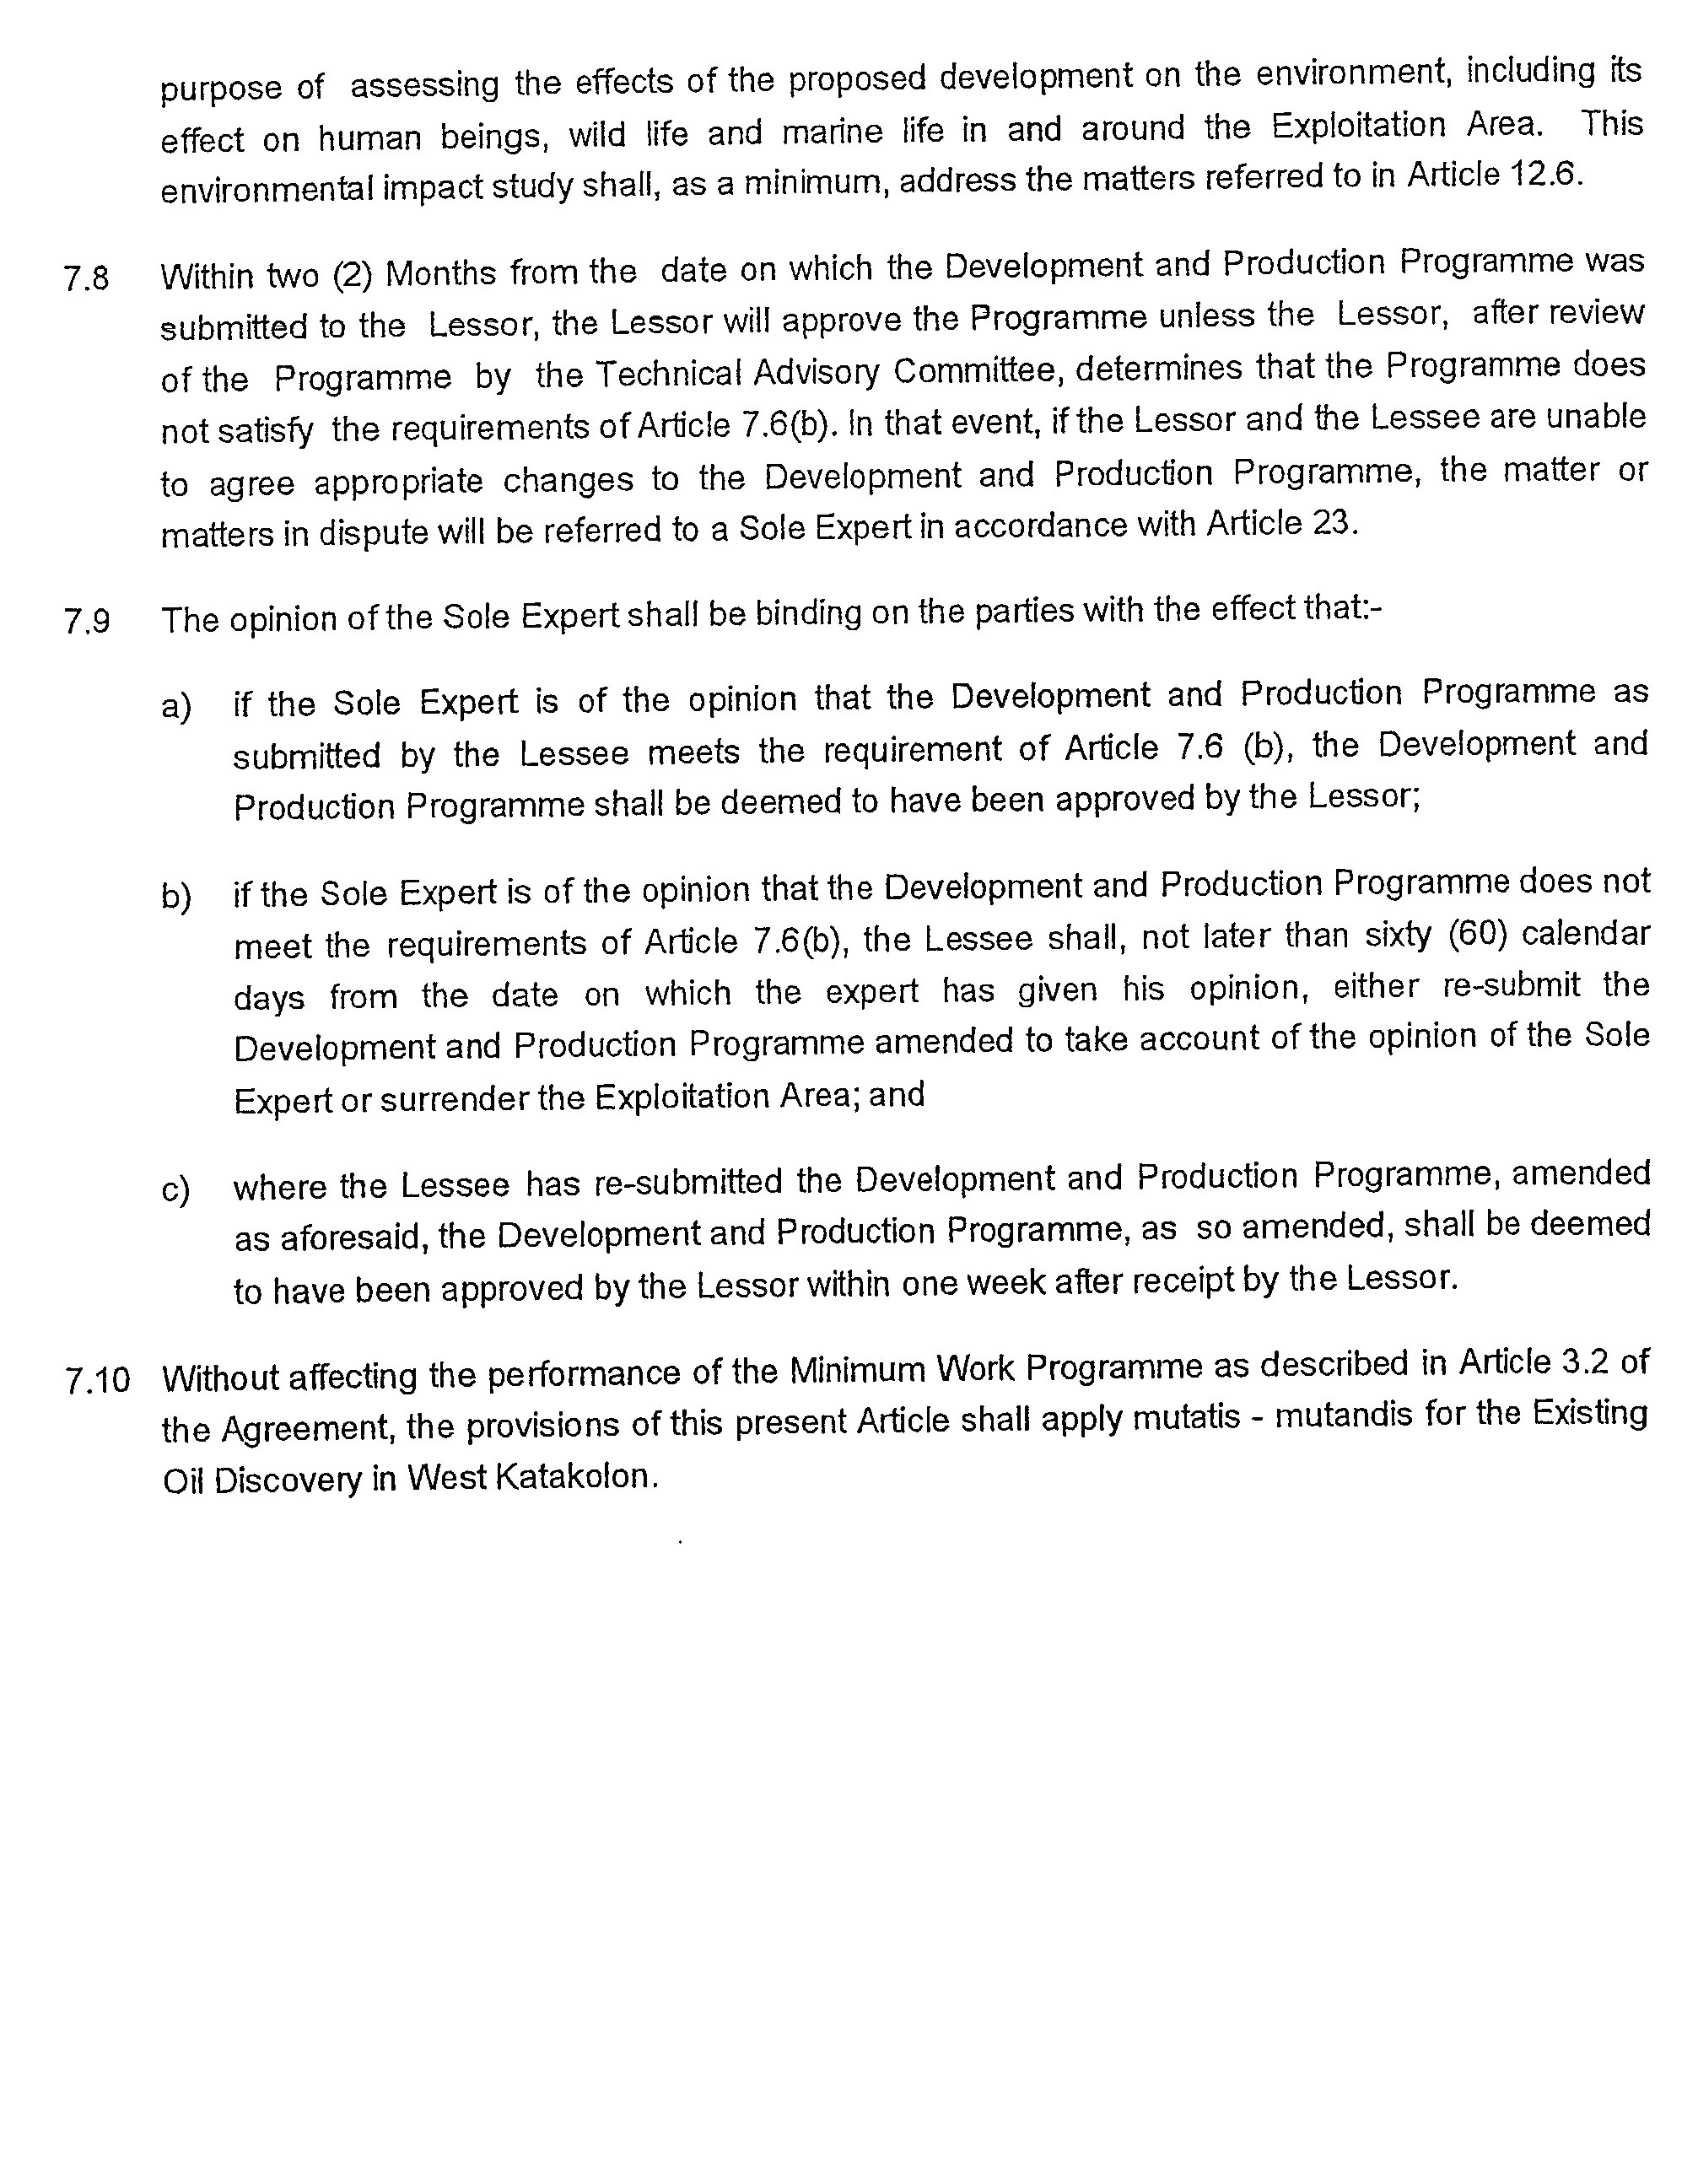 purpose of assessing the effects of the proposed development on the environment, including its
effect on human beings, wild life and marine life in and around the Exploitation Area. This
environmental impact study shall, as a minimum, address the matters referred to in Article 12.6.
7.8 Within two (2) Months from the date on which the Development and Production Programme was
submitted to the Lessor, the Lessor will approve the Programme unless the Lessor, after review
of the Programme by the Technical Advisory Committee, determines that the Programme does
not satisfy the requirements of Article 7.6(b). In that event, if the Lessor and the Lessee are unable
to agree appropriate changes to the Development and Production Programme, the matter or
matters in dispute will be referred to a Sole Expert in accordance with Article 23.
7.9 The opinion of the Sole Expert shall be binding on the parties with the effect that:-
a) if the Sole Expert is of the opinion that the Development and Production Programme as
submitted by the Lessee meets the requirement of Article 7.6 (b), the Development and
Production Programme shall be deemed to have been approved by the Lessor;
b) if the Sole Expert is of the opinion that the Development and Production Programme does not
meet the requirements of Article 7.6(b), the Lessee shall, not later than sixty (60) calendar
days from the date on which the expert has given his opinion, either re-submit the
Development and Production Programme amended to take account of the opinion of the Sole
Expert or surrender the Exploitation Area; and
c) where the Lessee has re-submitted the Development and Production Programme, amended
as aforesaid, the Development and Production Programme, as so amended, shall be deemed
to have been approved by the Lessor within one week after receipt by the Lessor.
7.10 Without affecting the performance of the Minimum Work Programme as described in Article 3.2 of
the Agreement, the provisions of this present Article shall apply mutatis - mutandis for the Existing
Oil Discovery in West Katakolon.